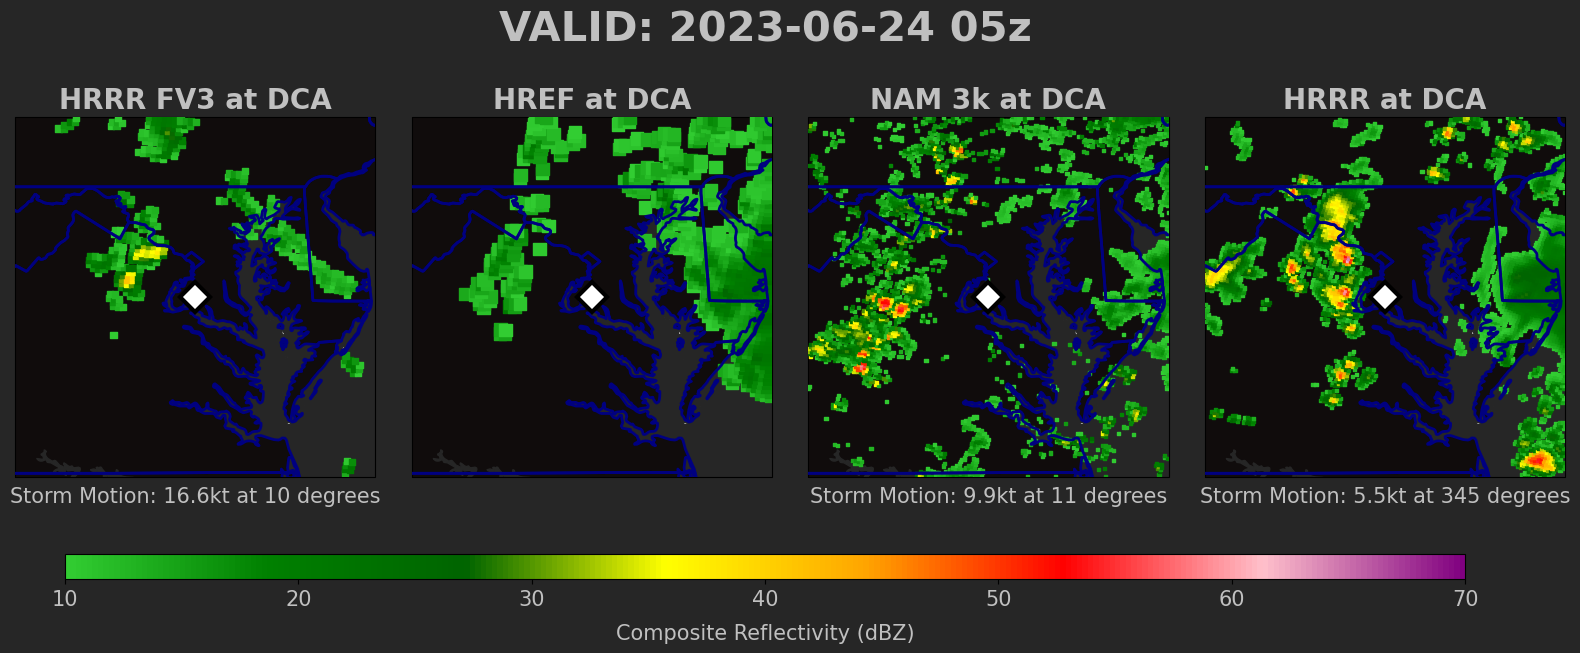 VALID: 2023-06-24 05z
HRRR FV3 at DCA
HREF at DCA
NAM 3k at DCA
HRRR at DCA
Storm Motion: 16.6kt at 10 degrees
Storm Motion: 9.9kt at 11 degrees
Storm Motion: 5.5kt at 345 degrees
10 20 30 40 50 60 70
Composite Reflectivity (dBZ)